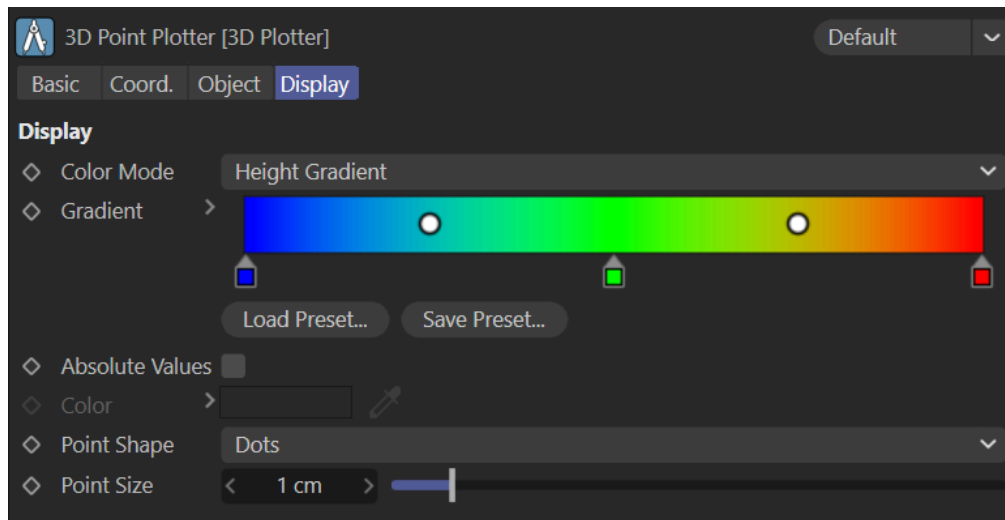 3D Point Plotter [3D Plotter] Default
Basic Coord. Object Display
Display
Color Mode Height Gradient
Gradient
Load Preset... Save Preset...
Absolute Values
Color
Point Shape Dots
Point Size 1 cm